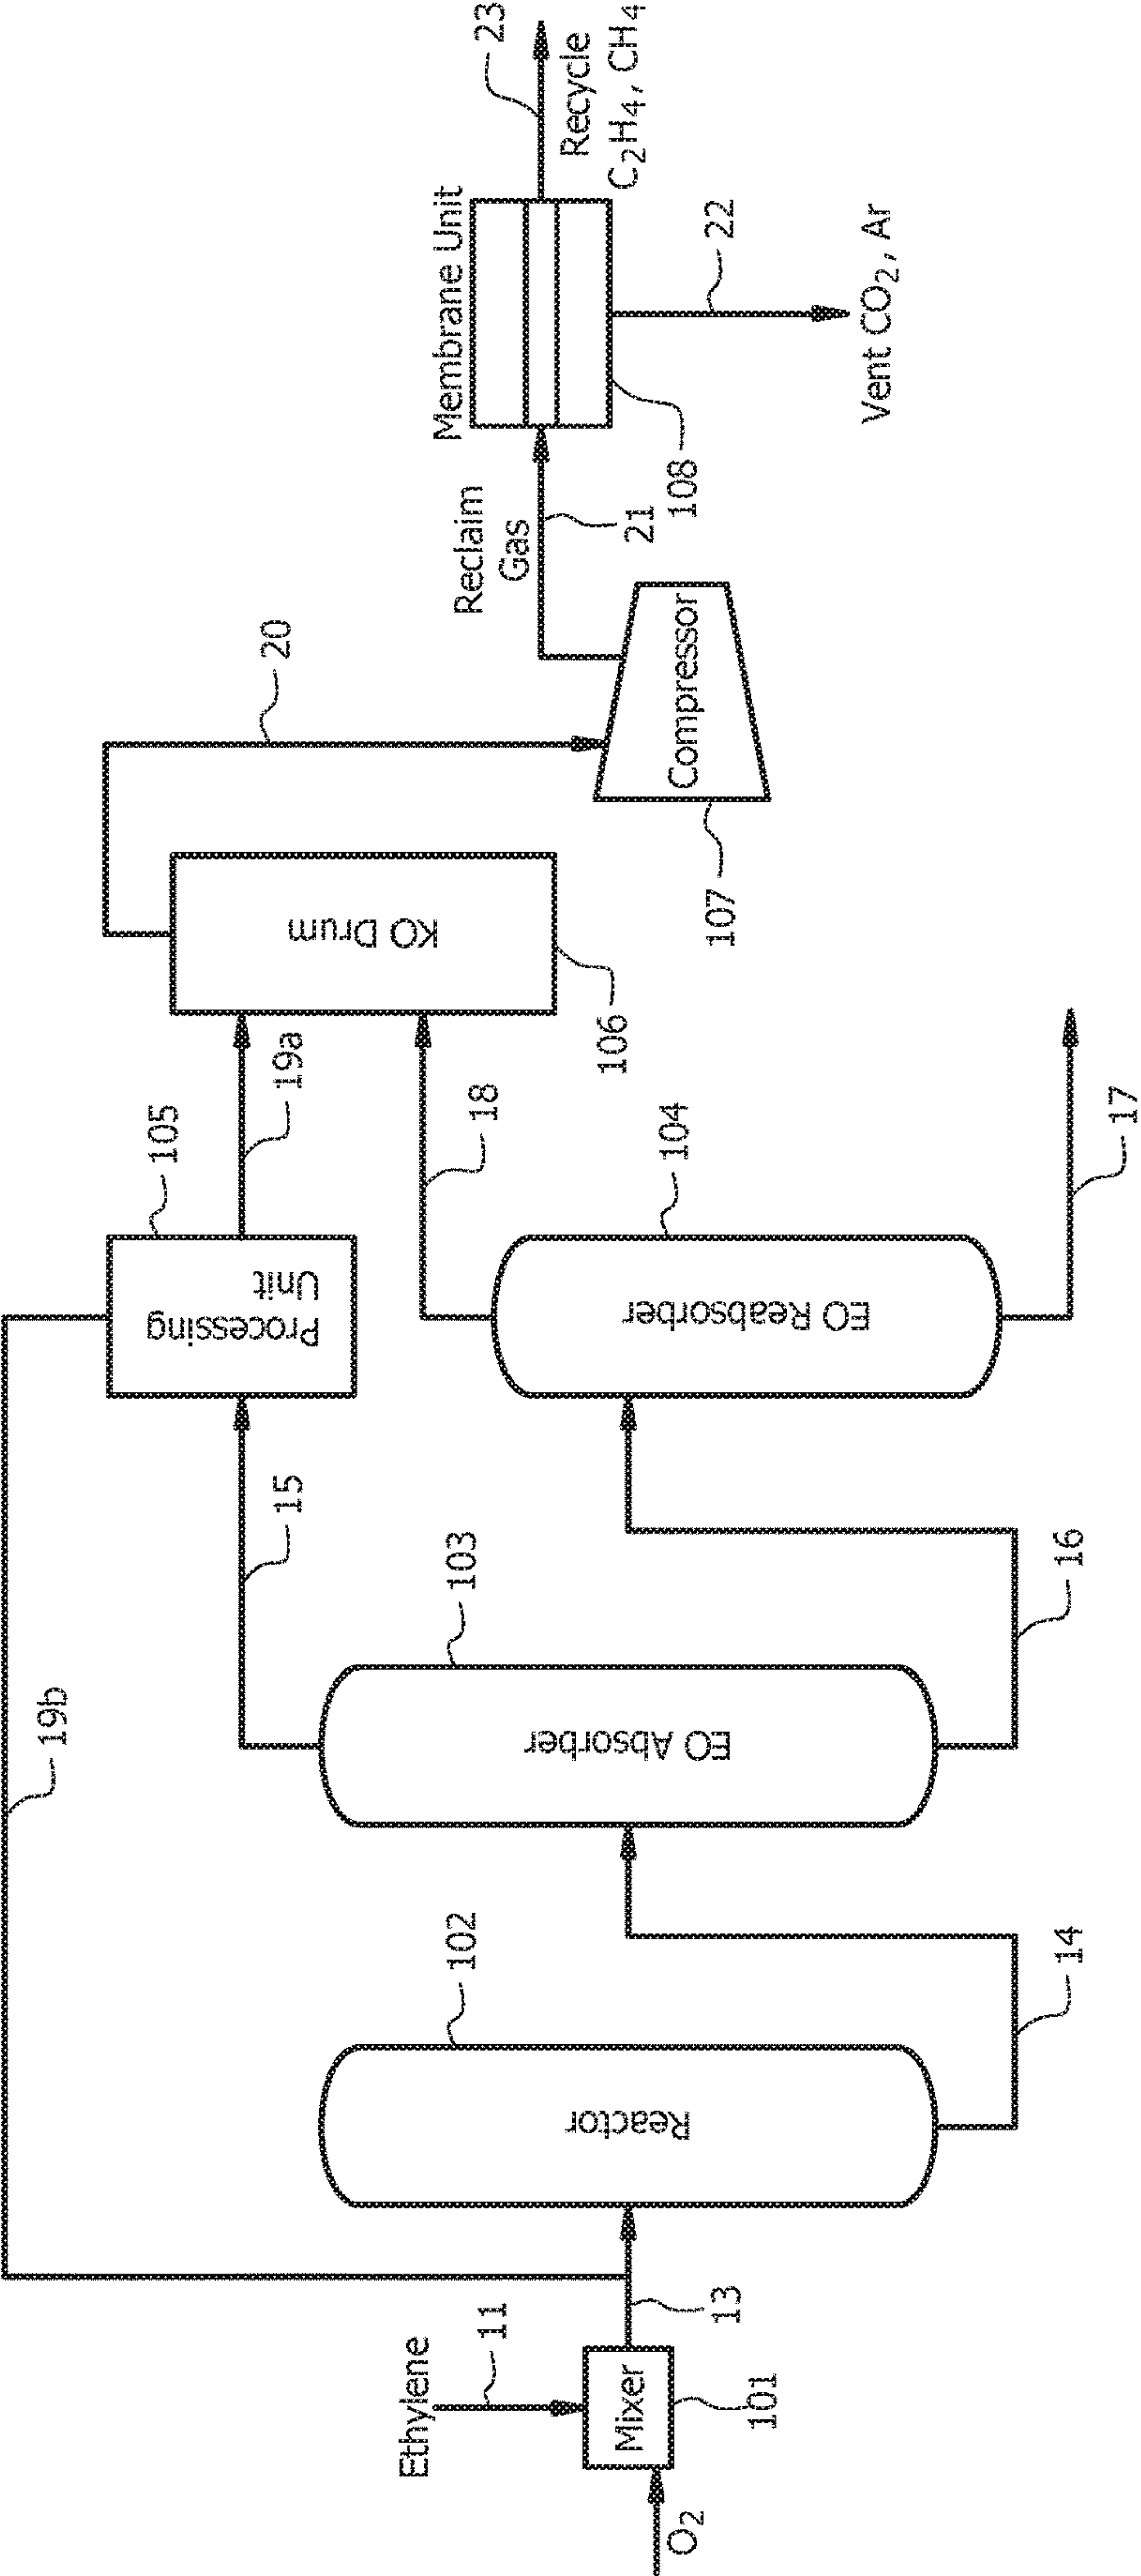 19b
Ethylene
11
O2
Mixer
101
13
Reactor
102
14
EO Absorber
103
15
16
Processing
Unit
105
19a
EO Reabsorber
104
18
17
KO Drum
106
20
Compressor
107
Reclaim
Gas
21
Membrane Unit
108
22
Vent CO2, Ar
23
Recycle
C2H4, CH4